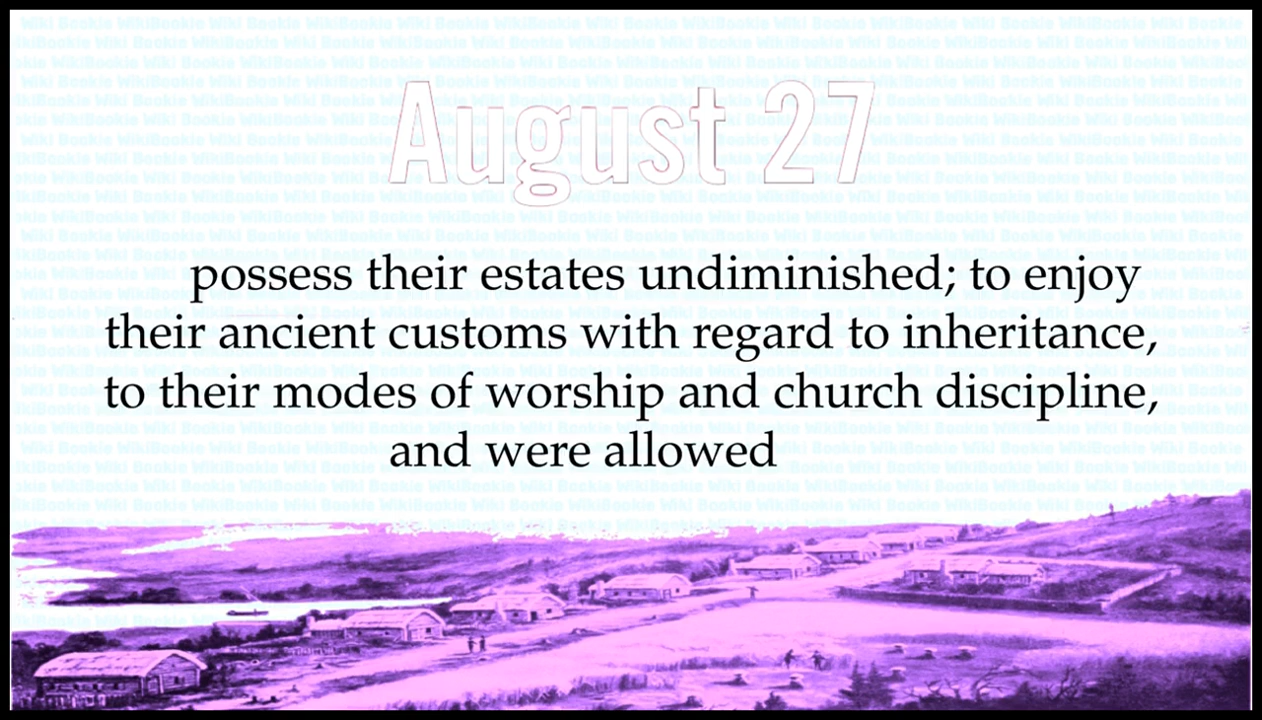 August 27
possess their estates undiminished; to enjoy
their ancient customs with regard to inheritance,
to their modes of worship and church discipline,
and were allowed